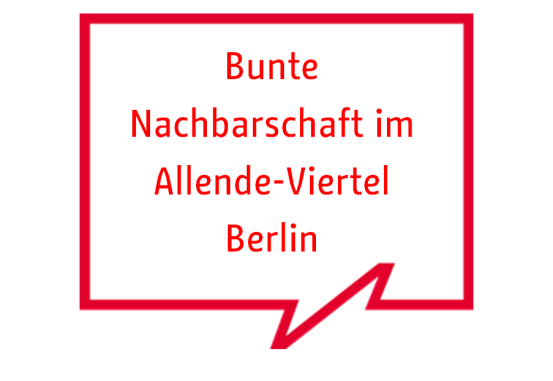 Bunte
Nachbarschaft im
Allende-Viertel
Berlin